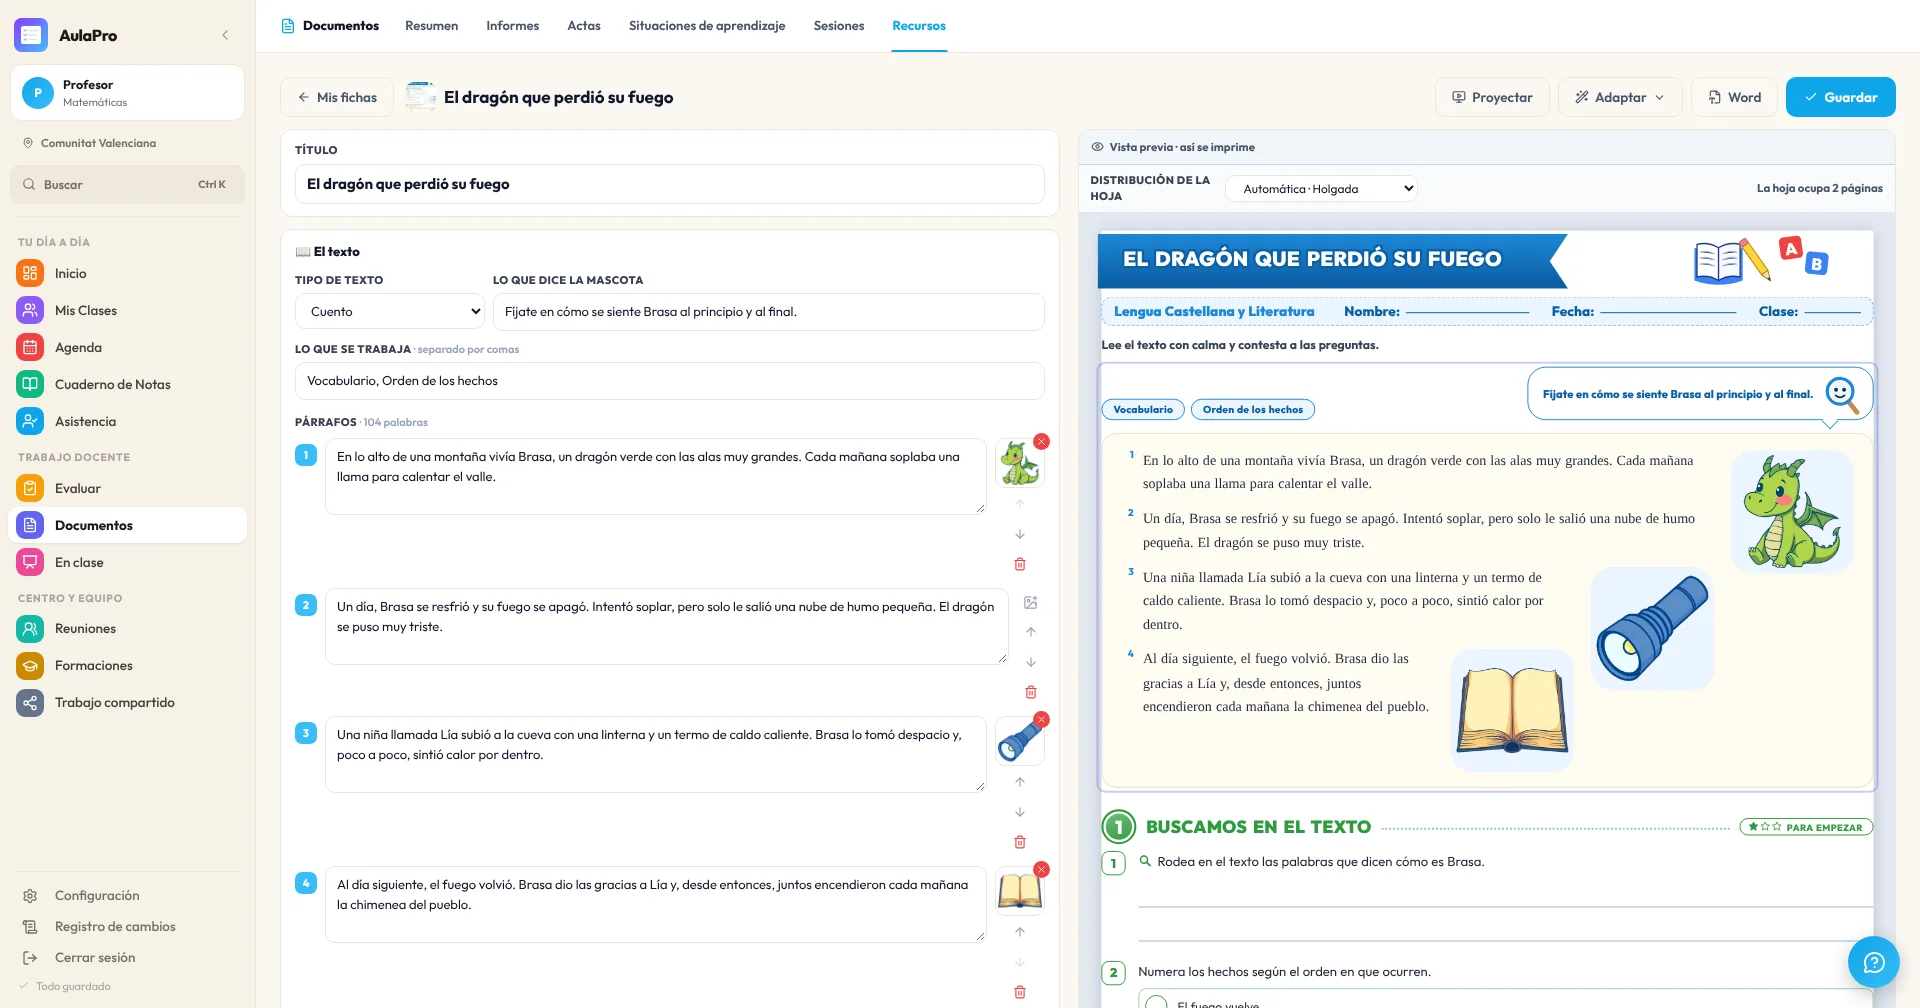 AulaPro
P
Profesor
Matemáticas
Comunitat Valenciana
Buscar
Ctrl K
TU DÍA A DÍA
Inicio
Mis Clases
Agenda
Cuaderno de Notas
Asistencia
TRABAJO DOCENTE
Evaluar
Documentos
En clase
CENTRO Y EQUIPO
Reuniones
Formaciones
Trabajo compartido
Configuración
Registro de cambios
Cerrar sesión
Todo guardado
Documentos
Resumen
Informes
Actas
Situaciones de aprendizaje
Sesiones
Recursos
Mis fichas
El dragón que perdió su fuego
Proyectar
Adaptar
Word
Guardar
TÍTULO
El dragón que perdió su fuego
El texto
TIPO DE TEXTO
LO QUE DICE LA MASCOTA
Cuento
Fíjate en cómo se siente Brasa al principio y al final.
LO QUE SE TRABAJA · separado por comas
Vocabulario, Orden de los hechos
PÁRRAFOS · 104 palabras
1
En lo alto de una montaña vivía Brasa, un dragón verde con las alas muy grandes. Cada mañana soplaba una
llama para calentar el valle.
2
Un día, Brasa se resfrió y su fuego se apagó. Intentó soplar, pero solo le salió una nube de humo pequeña. El dragón
se puso muy triste.
3
Una niña llamada Lía subió a la cueva con una linterna y un termo de caldo caliente. Brasa lo tomó despacio y,
poco a poco, sintió calor por dentro.
4
Al día siguiente, el fuego volvió. Brasa dio las gracias a Lía y, desde entonces, juntos encendieron cada mañana
la chimenea del pueblo.
Vista previa · así se imprime
DISTRIBUCIÓN DE LA
HOJA
Automática · Holgada
La hoja ocupa 2 páginas
EL DRAGÓN QUE PERDIÓ SU FUEGO
A
B
Lengua Castellana y Literatura
Nombre:
Fecha:
Clase:
Lee el texto con calma y contesta a las preguntas.
Fíjate en cómo se siente Brasa al principio y al final.
Vocabulario
Orden de los hechos
1
En lo alto de una montaña vivía Brasa, un dragón verde con las alas muy grandes. Cada mañana
soplaba una llama para calentar el valle.
2
Un día, Brasa se resfrió y su fuego se apagó. Intentó soplar, pero solo le salió una nube de humo
pequeña. El dragón se puso muy triste.
3
Una niña llamada Lía subió a la cueva con una linterna y un termo de
caldo caliente. Brasa lo tomó despacio y, poco a poco, sintió calor por
dentro.
4
Al día siguiente, el fuego volvió. Brasa dio las
gracias a Lía y, desde entonces, juntos
encendieron cada mañana la chimenea del pueblo.
1
BUSCAMOS EN EL TEXTO
PARA EMPEZAR
1
Rodea en el texto las palabras que dicen cómo es Brasa.
2
Numera los hechos según el orden en que ocurren.
El fuego vuelve